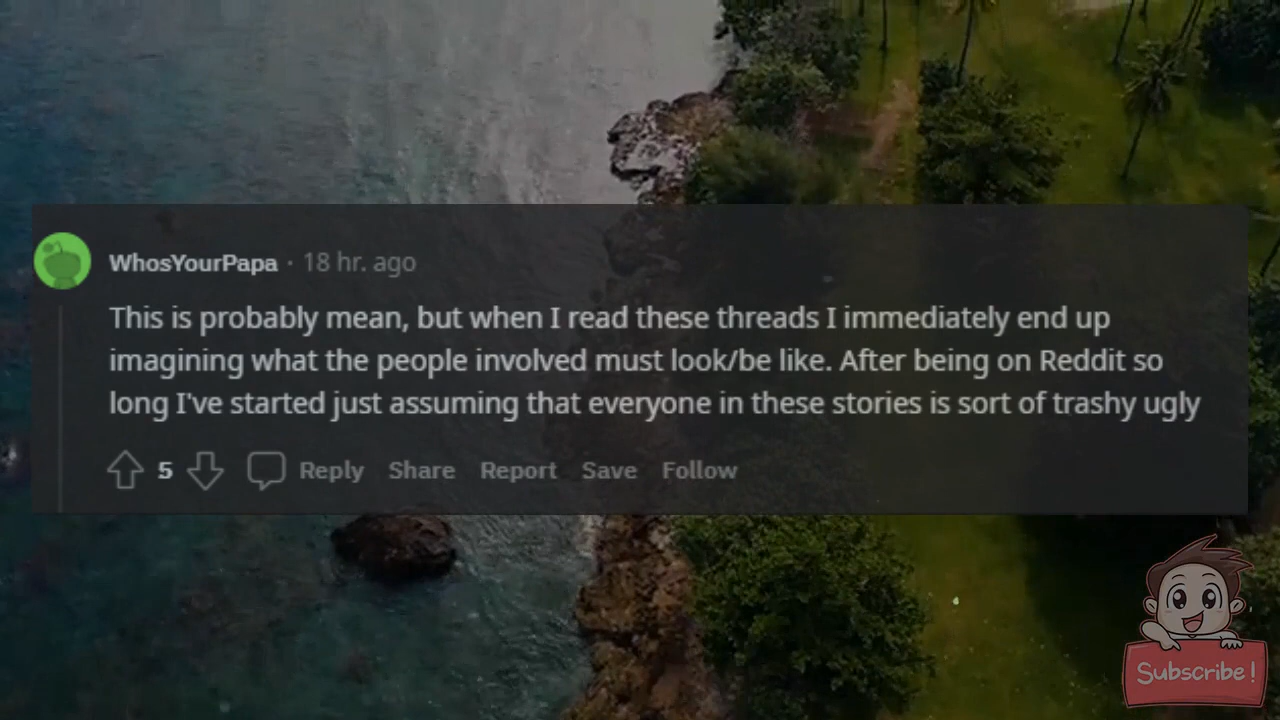 WhosYourPapa · 18 hr. ago
This is probably mean, but when I read these threads I immediately end up
imagining what the people involved must look/be like. After being on Reddit so
long I've started just assuming that everyone in these stories is sort of trashy ugly
5 Reply Share Report Save Follow
Subscribe!